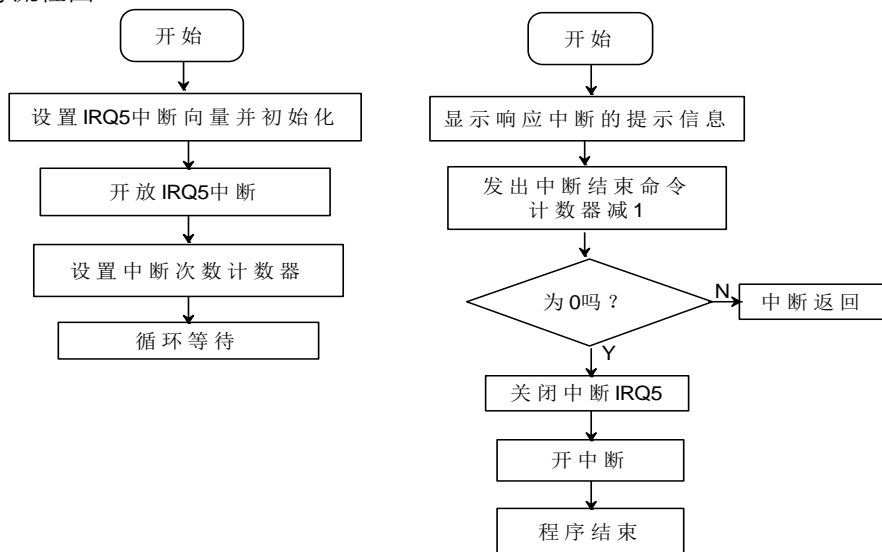 开始
设置IRQ5中断向量并初始化
开放IRQ5中断
设置中断次数计数器
循环等待
开始
显示响应中断的提示信息
发出中断结束命令
计数器减1
为0吗?
N
中断返回
Y
关闭中断IRQ5
开中断
程序结束